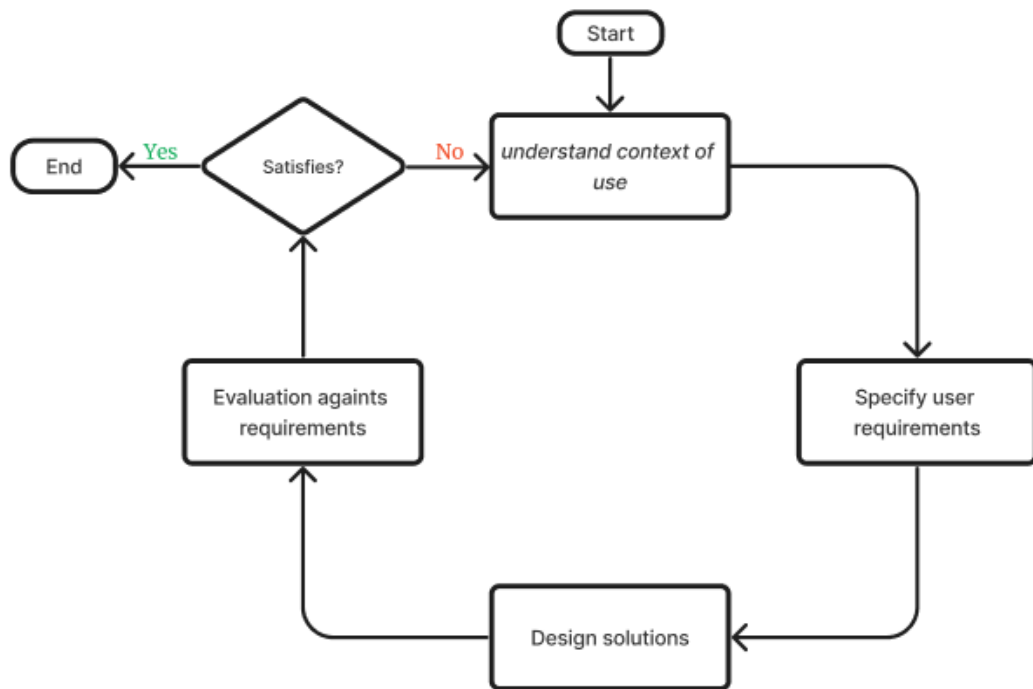 Start
understand context of
use
Specify user
requirements
Design solutions
Evaluation againts
requirements
Satisfies?
Yes
No
End